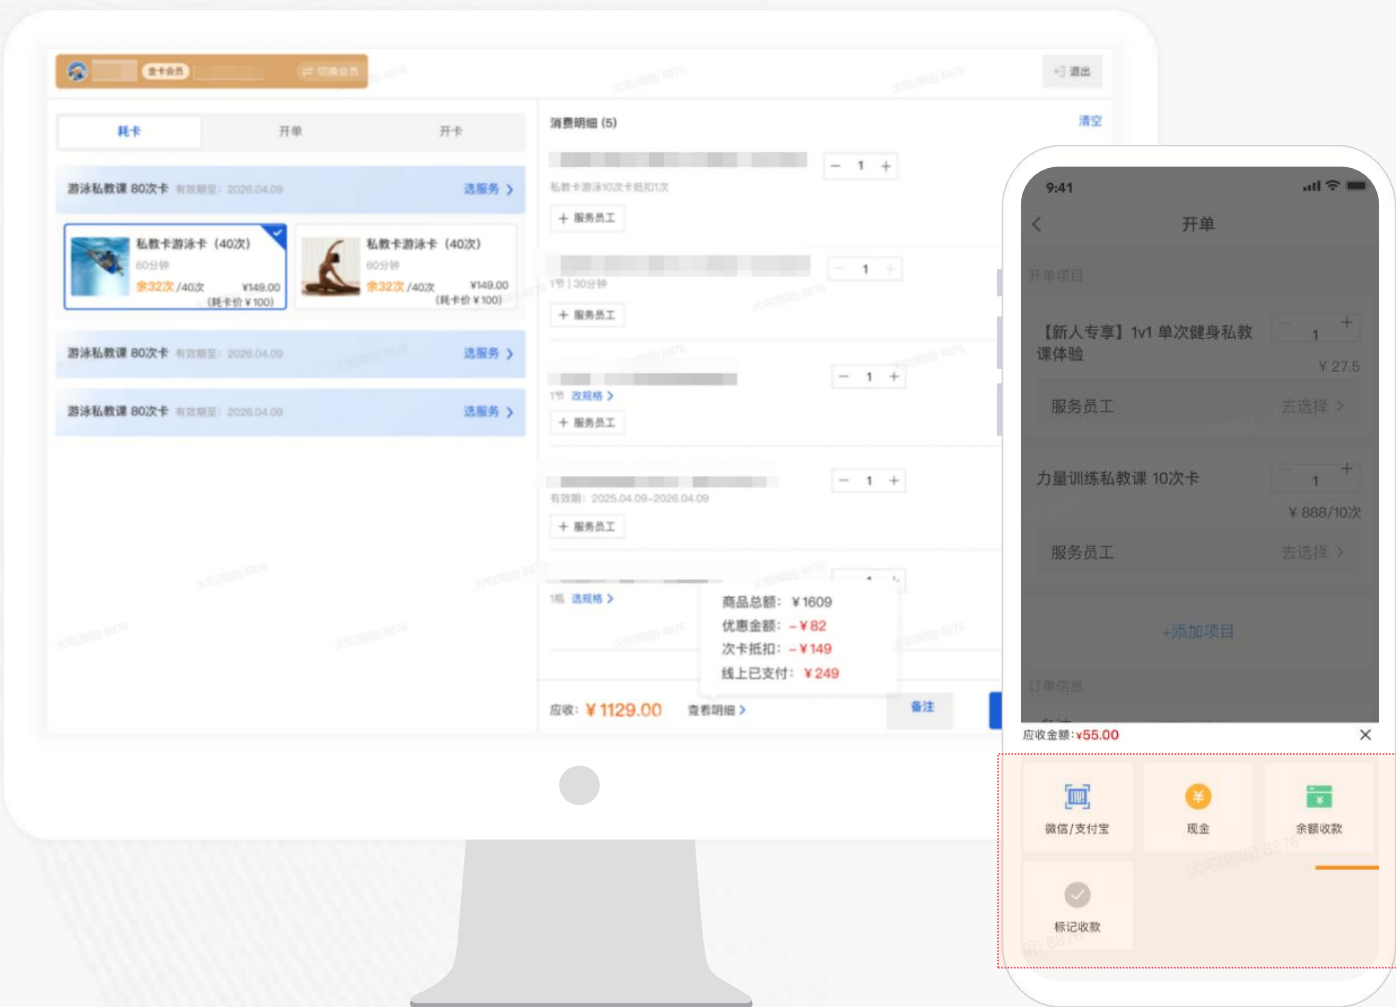 金卡会员
切换会员
退出
耗卡
开单
开卡
游泳私教课 80次卡 有效期至：2026.04.09
选服务
私教卡游泳卡（40次）
60分钟
余32次 /40次 ¥149.00
(耗卡价 ¥ 100)
私教卡游泳卡（40次）
60分钟
余32次 /40次 ¥149.00
(耗卡价 ¥ 100)
游泳私教课 80次卡 有效期至：2026.04.09
选服务
游泳私教课 80次卡 有效期至：2026.04.09
选服务
消费明细 (5)
清空
− 1 +
私教卡游泳10次卡抵扣1次
+ 服务员工
− 1 +
1节 | 30分钟
+ 服务员工
− 1 +
1节 改规格
+ 服务员工
− 1 +
有效期：2025.04.09-2026.04.09
+ 服务员工
1瓶 选规格
商品总额：¥1609
优惠金额：-¥82
次卡抵扣：-¥149
线上已支付：¥249
应收：¥1129.00
查看明细
备注
9:41
开单
开单项目
【新人专享】1v1 单次健身私教
课体验
− 1 +
¥ 27.5
服务员工 去选择
力量训练私教课 10次卡
− 1 +
¥ 888/10次
服务员工 去选择
+添加项目
订单信息
应收金额:¥55.00
微信/支付宝
现金
余额收款
标记收款